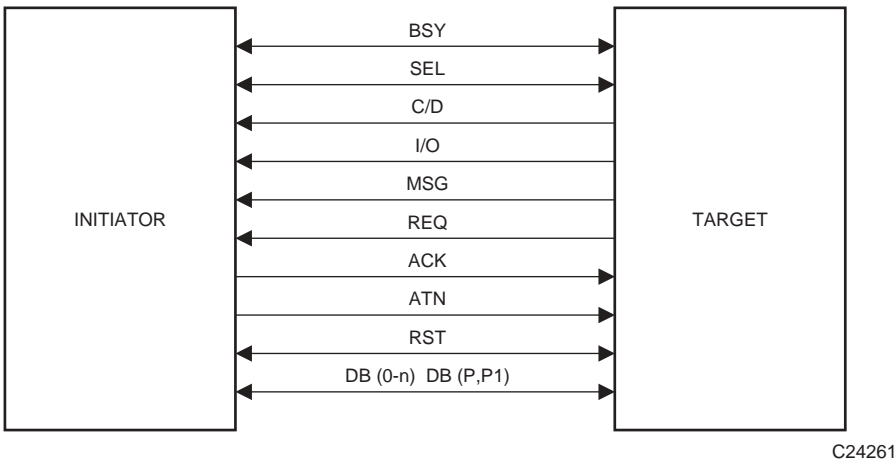 BSY
SEL
C/D
I/O
MSG
INITIATOR
TARGET
REQ
ACK
ATN
RST
DB (0-n) DB (P,P1)
C24261